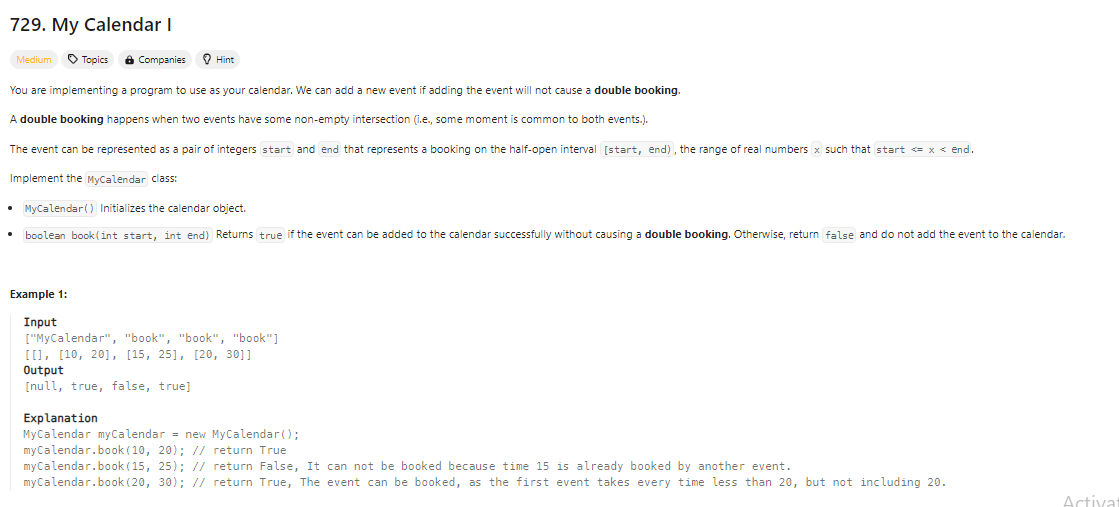 729. My Calendar I
Medium Topics Companies Hint
You are implementing a program to use as your calendar. We can add a new event if adding the event will not cause a double booking.
A double booking happens when two events have some non-empty intersection (i.e., some moment is common to both events.).
The event can be represented as a pair of integers start and end that represents a booking on the half-open interval [start, end), the range of real numbers x such that start <= x < end.
Implement the MyCalendar class:
• MyCalendar() Initializes the calendar object.
• boolean book(int start, int end) Returns true if the event can be added to the calendar successfully without causing a double booking. Otherwise, return false and do not add the event to the calendar.
Example 1:
Input
["MyCalendar", "book", "book", "book"]
[[], [10, 20], [15, 25], [20, 30]]
Output
[null, true, false, true]
Explanation
MyCalendar myCalendar = new MyCalendar();
myCalendar.book(10, 20); // return True
myCalendar.book(15, 25); // return False, It can not be booked because time 15 is already booked by another event.
myCalendar.book(20, 30); // return True, The event can be booked, as the first event takes every time less than 20, but not including 20.